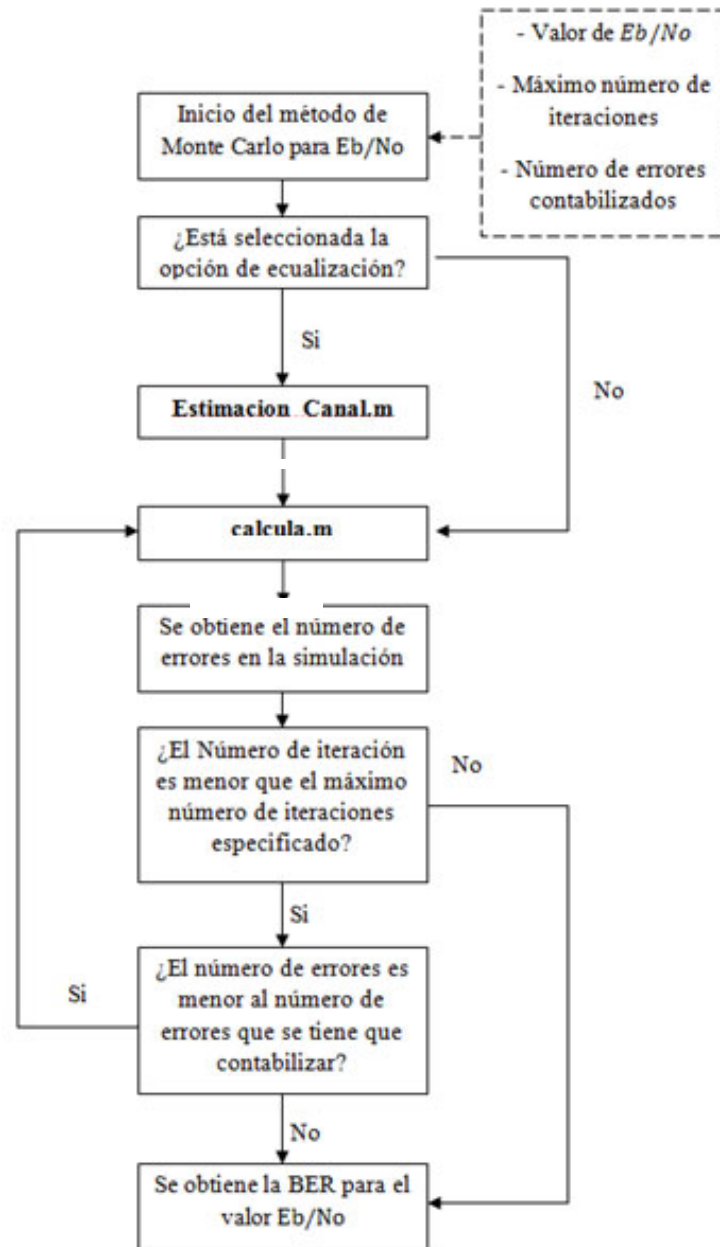 - Valor de Eb/No
- Máximo número de
iteraciones
- Número de errores
contabilizados
Inicio del método de
Monte Carlo para Eb/No
¿Está seleccionada la
opción de ecualización?
Si
No
Estimacion_Canal.m
calcula.m
Se obtiene el número de
errores en la simulación
¿El Número de iteración
es menor que el máximo
número de iteraciones
especificado?
No
Si
¿El número de errores es
menor al número de
errores que se tiene que
contabilizar?
Si
No
Se obtiene la BER para el
valor Eb/No